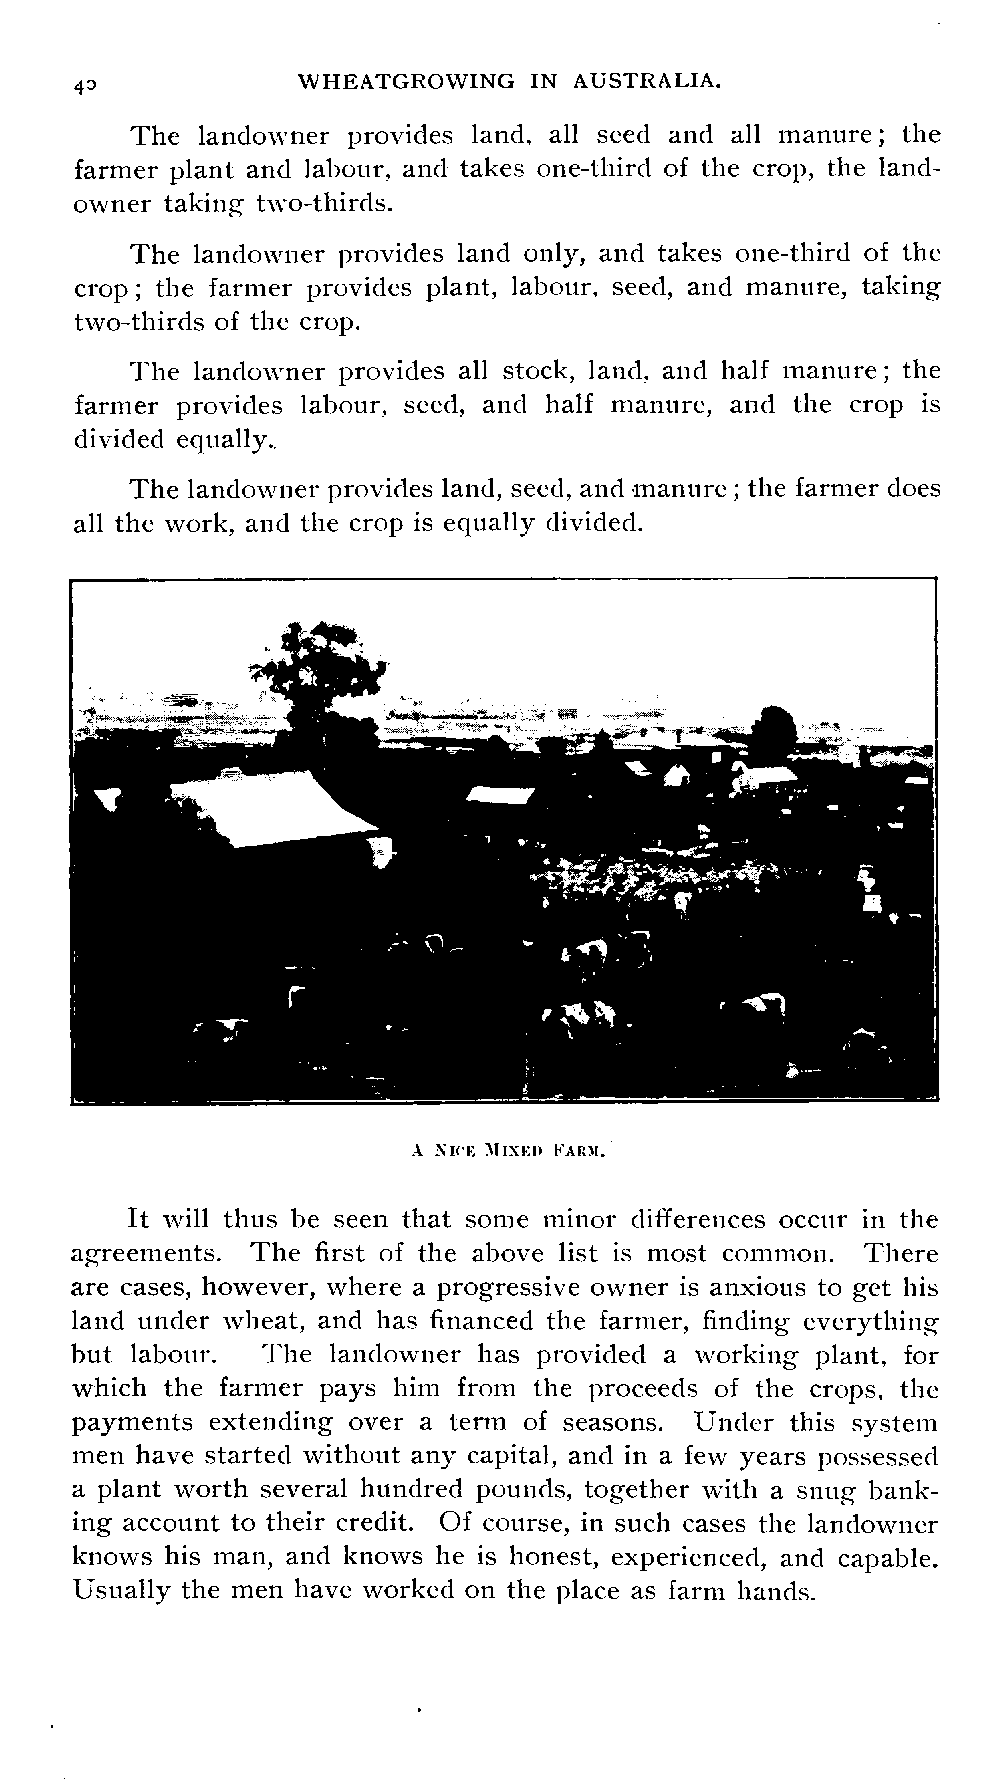 40 WHEATGROWING IN AUSTRALIA.
The landowner provides land, all seed and all manure; the
farmer plant and labour, and takes one-third of the crop, the land-
owner taking two-thirds.
The landowner provides land only, and takes one-third of the
crop; the farmer provides plant, labour, seed, and manure, taking
two-thirds of the crop.
The landowner provides all stock, land, and half manure; the
farmer provides labour, seed, and half manure, and the crop is
divided equally.
The landowner provides land, seed, and manure; the farmer does
all the work, and the crop is equally divided.
A NICE MIXED FARM.
It will thus be seen that some minor differences occur in the
agreements. The first of the above list is most common. There
are cases, however, where a progressive owner is anxious to get his
land under wheat, and has financed the farmer, finding everything
but labour. The landowner has provided a working plant, for
which the farmer pays him from the proceeds of the crops, the
payments extending over a term of seasons. Under this system
men have started without any capital, and in a few years possessed
a plant worth several hundred pounds, together with a snug bank-
ing account to their credit. Of course, in such cases the landowner
knows his man, and knows he is honest, experienced, and capable.
Usually the men have worked on the place as farm hands.